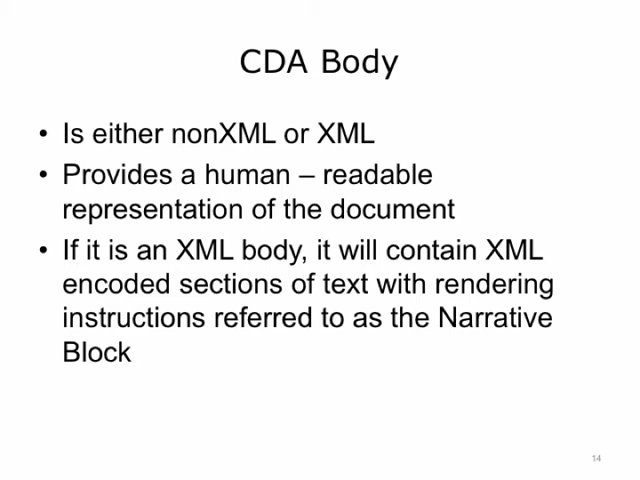 CDA Body
• Is either nonXML or XML
• Provides a human – readable
representation of the document
• If it is an XML body, it will contain XML
encoded sections of text with rendering
instructions referred to as the Narrative
Block
14